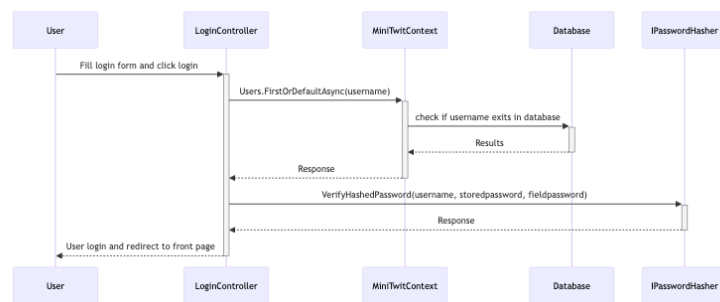 User
LoginController
MiniTwitContext
Database
IPasswordHasher
Fill login form and click login
Users.FirstOrDefaultAsync(username)
check if username exits in database
Results
Response
VerifyHashedPassword(username, storedpassword, fieldpassword)
Response
User login and redirect to front page
User
LoginController
MiniTwitContext
Database
IPasswordHasher